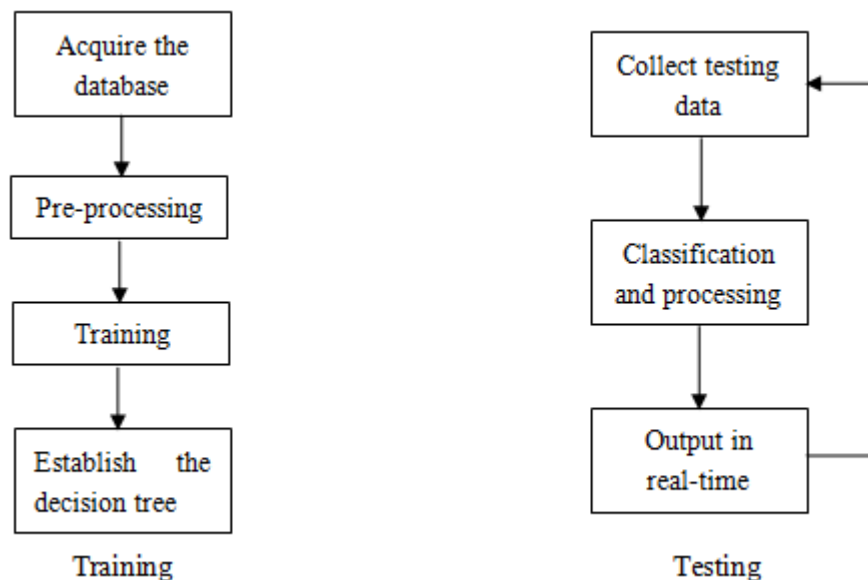 Acquire the
database
Pre-processing
Training
Establish the
decision tree
Training
Collect testing
data
Classification
and processing
Output in
real-time
Testing